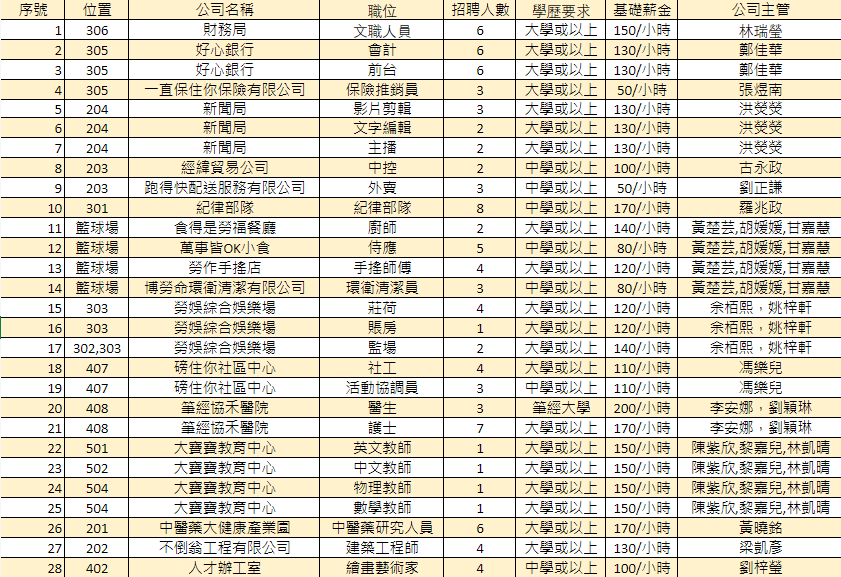 序號 位置 公司名稱 職位 招聘人數 學歷要求 基礎薪金 公司主管
1 306 財務局 文職人員 6 大學或以上 150/小時 林瑞瑩
2 305 好心銀行 會計 6 大學或以上 130/小時 鄭佳華
3 305 好心銀行 前台 6 大學或以上 130/小時 鄭佳華
4 305 一直保住你保險有限公司 保險推銷員 3 大學或以上 50/小時 張煜南
5 204 新聞局 影片剪輯 3 大學或以上 130/小時 洪熒熒
6 204 新聞局 文字編輯 2 大學或以上 130/小時 洪熒熒
7 204 新聞局 主播 2 大學或以上 130/小時 洪熒熒
8 203 經緯貿易公司 中控 2 中學或以上 100/小時 古永政
9 203 跑得快配送服務有限公司 外賣 3 中學或以上 50/小時 劉正謙
10 301 紀律部隊 紀律部隊 8 中學或以上 170/小時 羅兆政
11 籃球場 食得是勞福餐廳 廚師 2 大學或以上 140/小時 黃楚芸,胡媛媛,甘嘉慧
12 籃球場 萬事皆OK小食 侍應 5 中學或以上 80/小時 黃楚芸,胡媛媛,甘嘉慧
13 籃球場 勞作手搖店 手搖師傅 4 大學或以上 120/小時 黃楚芸,胡媛媛,甘嘉慧
14 籃球場 博勞命環衛清潔有限公司 環衛清潔員 3 中學或以上 80/小時 黃楚芸,胡媛媛,甘嘉慧
15 303 勞娛綜合娛樂場 莊荷 4 大學或以上 120/小時 余栢熙，姚梓軒
16 303 勞娛綜合娛樂場 賬房 1 大學或以上 120/小時 余栢熙，姚梓軒
17 302,303 勞娛綜合娛樂場 監場 2 大學或以上 140/小時 余栢熙，姚梓軒
18 407 磅住你社區中心 社工 4 大學或以上 110/小時 馮樂兒
19 407 磅住你社區中心 活動協調員 3 中學或以上 110/小時 馮樂兒
20 408 筆經協禾醫院 醫生 3 筆經大學 200/小時 李安娜，劉穎琳
21 408 筆經協禾醫院 護士 7 大學或以上 170/小時 李安娜，劉穎琳
22 501 大寶寶教育中心 英文教師 1 大學或以上 150/小時 陳紫欣,黎嘉兒,林凱晴
23 502 大寶寶教育中心 中文教師 1 大學或以上 150/小時 陳紫欣,黎嘉兒,林凱晴
24 504 大寶寶教育中心 物理教師 1 大學或以上 150/小時 陳紫欣,黎嘉兒,林凱晴
25 504 大寶寶教育中心 數學教師 1 大學或以上 150/小時 陳紫欣,黎嘉兒,林凱晴
26 201 中醫藥大健康產業園 中醫藥研究人員 6 大學或以上 170/小時 黃曉銘
27 202 不倒翁工程有限公司 建築工程師 4 大學或以上 130/小時 梁凱彥
28 402 人才辦工室 繪畫藝術家 4 中學或以上 100/小時 劉梓瑩